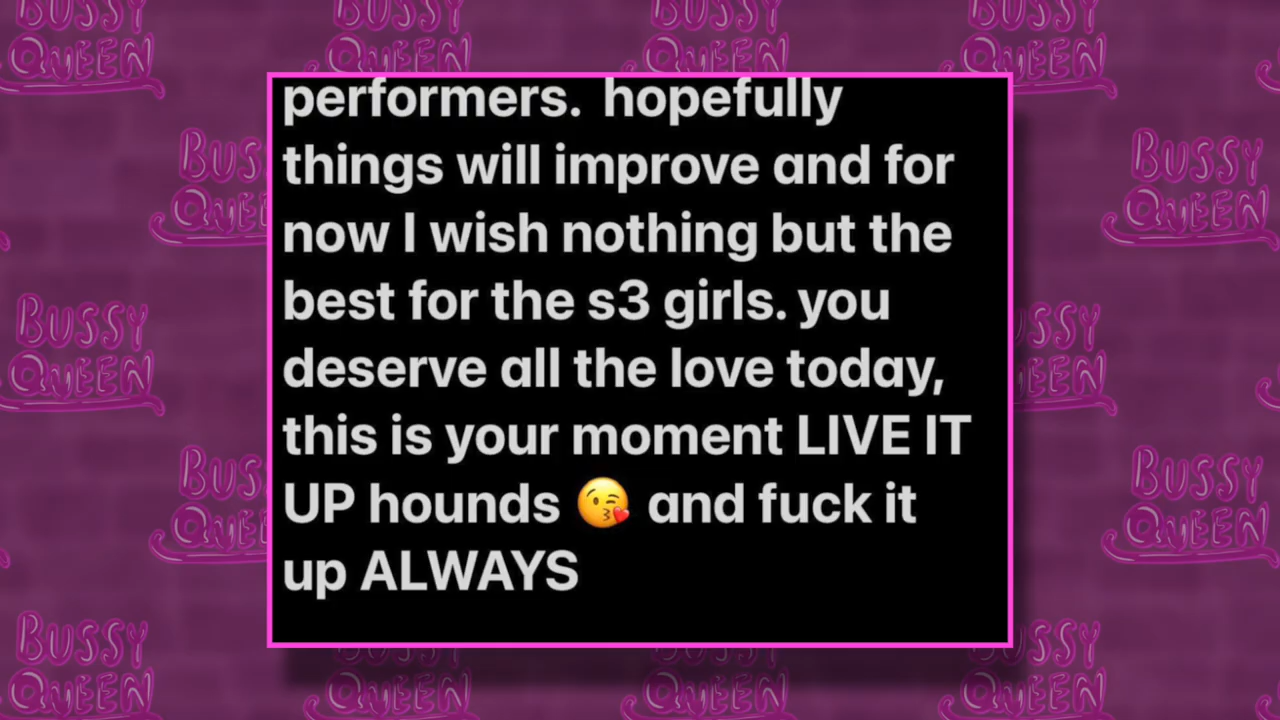 BUSSY QUEEN
performers. hopefully
things will improve and for
now I wish nothing but the
best for the s3 girls. you
deserve all the love today,
this is your moment LIVE IT
UP hounds 😘 and fuck it
up ALWAYS